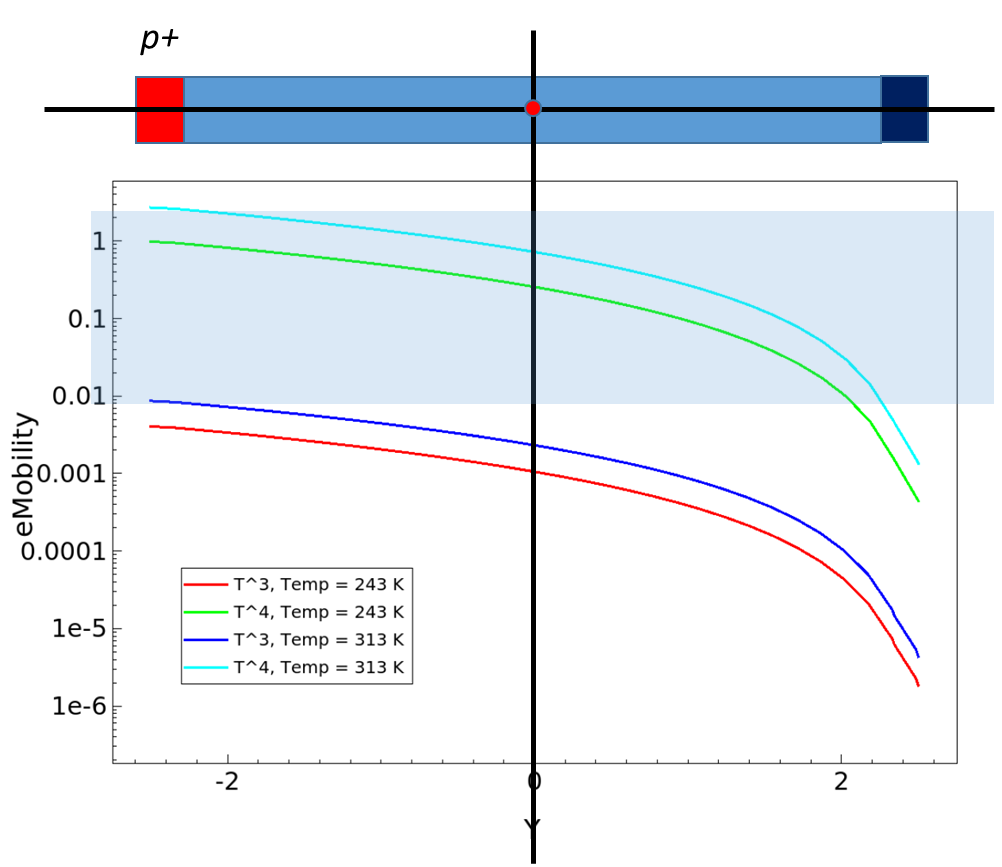 p+
1
0.1
0.01
0.001
0.0001
1e-5
1e-6
eMobility
T^3, Temp = 243 K
T^4, Temp = 243 K
T^3, Temp = 313 K
T^4, Temp = 313 K
-2
0
2
Y